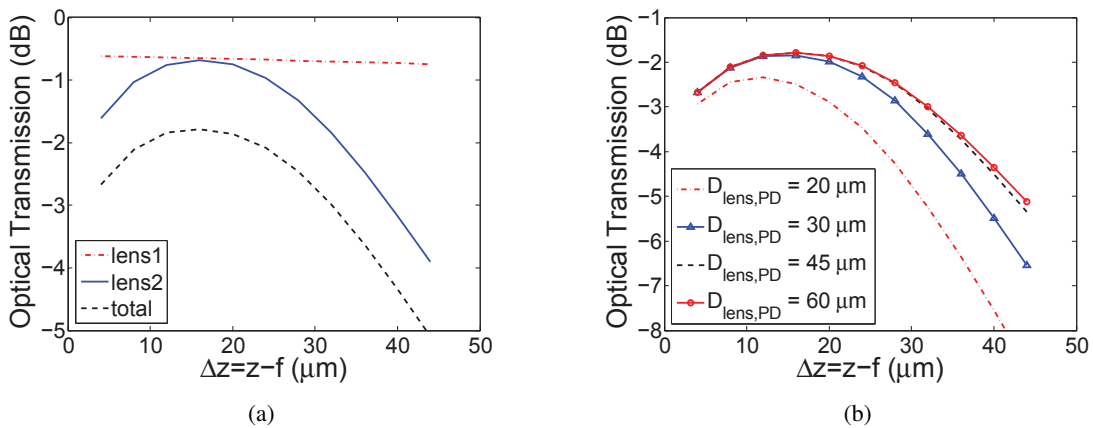 Optical Transmission (dB)
0
−1
−2
−3
−4
−5
lens1
lens2
total
0 10 20 30 40 50
Δz=z−f (μm)
(a)
Optical Transmission (dB)
−1
−2
−3
−4
−5
−6
−7
−8
D_lens,PD = 20 μm
D_lens,PD = 30 μm
D_lens,PD = 45 μm
D_lens,PD = 60 μm
0 10 20 30 40 50
Δz=z−f (μm)
(b)